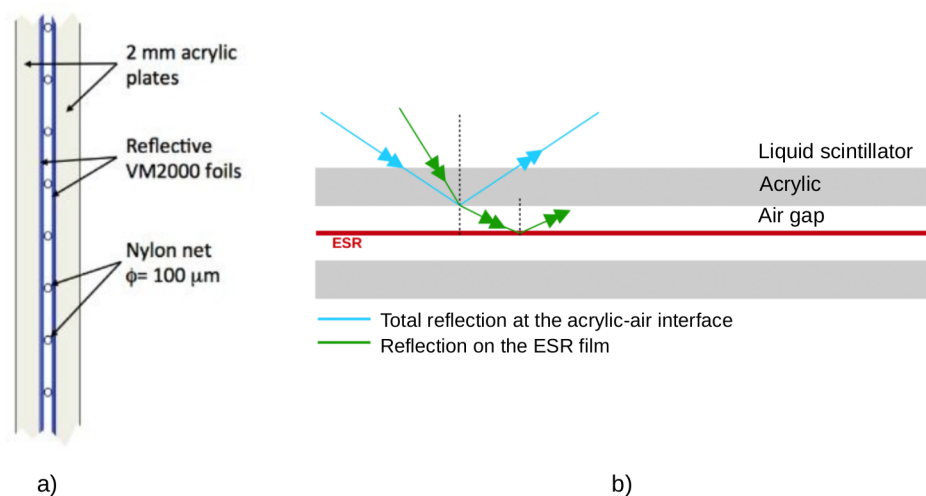 2 mm acrylic
plates
Reflective
VM2000 foils
Nylon net
ϕ= 100 μm
a)
Liquid scintillator
Acrylic
Air gap
ESR
Total reflection at the acrylic-air interface
Reflection on the ESR film
b)